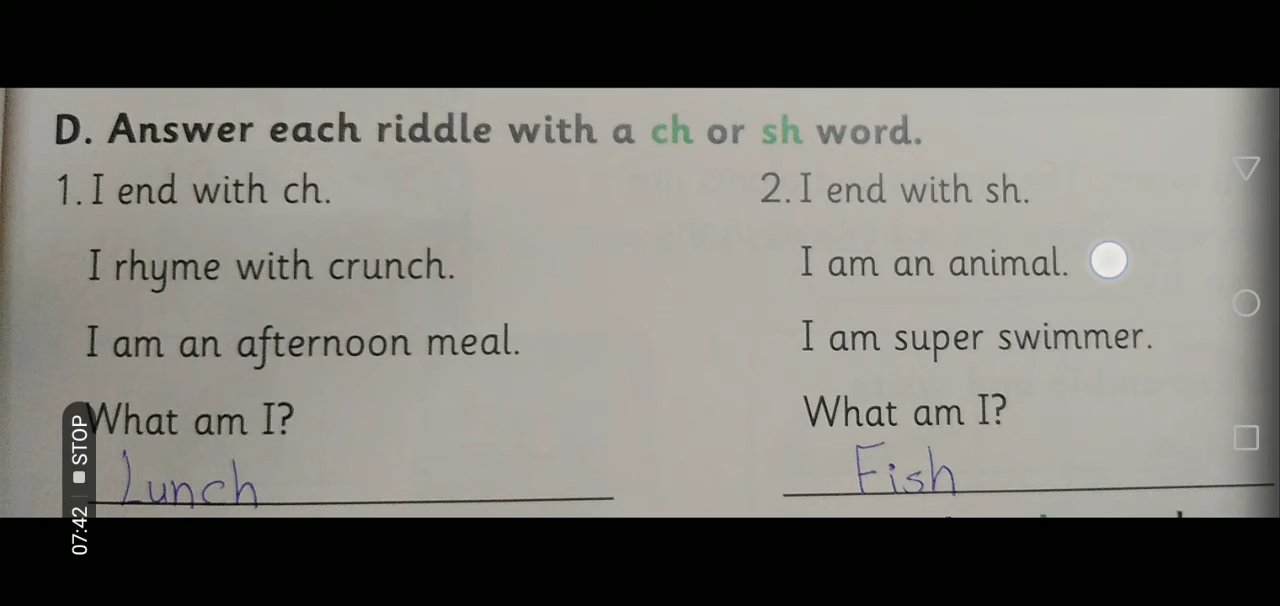 D. Answer each riddle with a ch or sh word.
1. I end with ch.
I rhyme with crunch.
I am an afternoon meal.
What am I?
Lunch
2. I end with sh.
I am an animal.
I am super swimmer.
What am I?
Fish
07:42 STOP